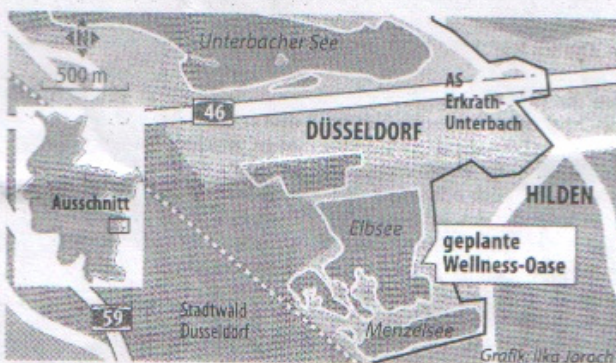 N
Unterbacher See
500 m
AS
Erkrath-
Unterbach
46
DÜSSELDORF
Ausschnitt
HILDEN
Elbsee
geplante
Wellness-Oase
59
Stadtwald
Düsseldorf
Menzelsee
Grafik: Ilka